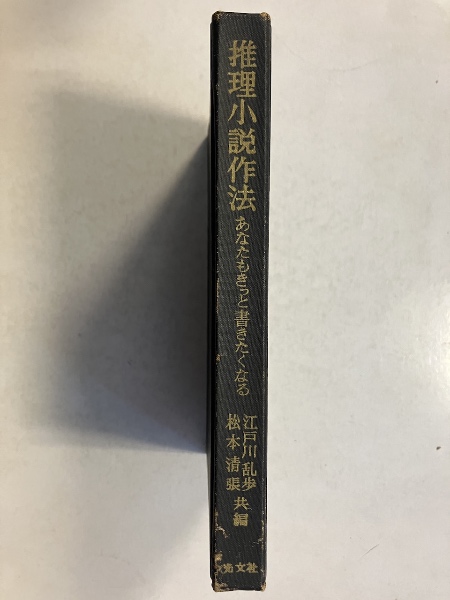 推理小説作法
あなたもきっと書きたくなる
江戸川乱歩
松本清張
共編
光文社